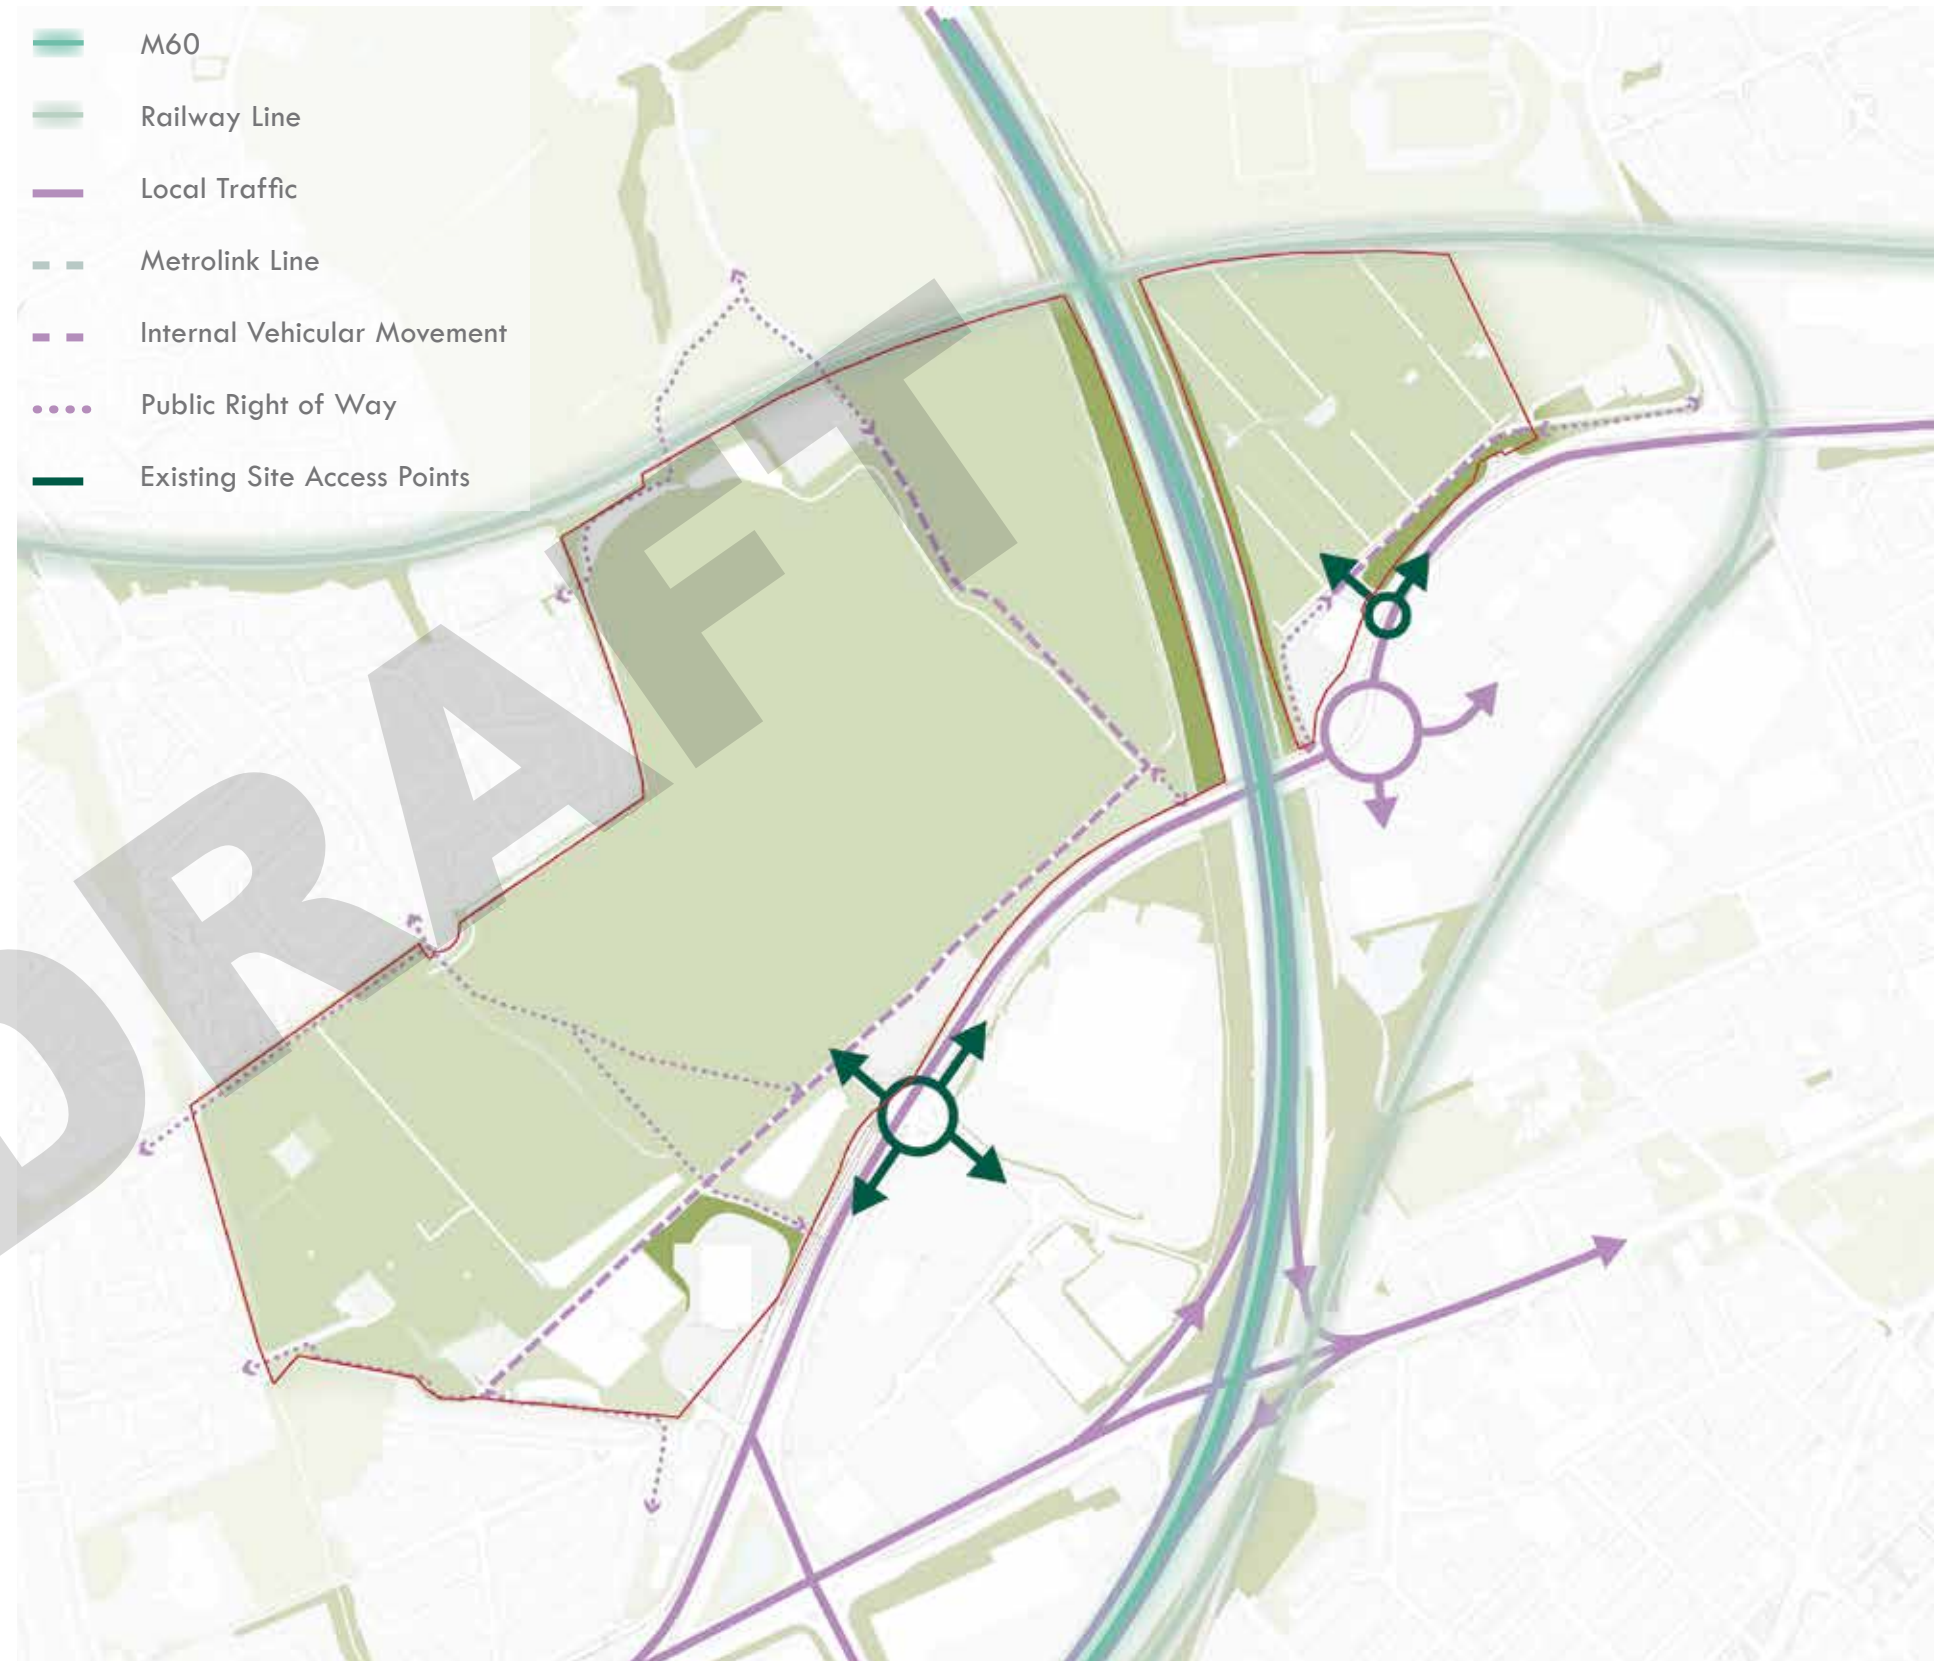 M60
Railway Line
Local Traffic
Metrolink Line
Internal Vehicular Movement
Public Right of Way
Existing Site Access Points
DRAFT